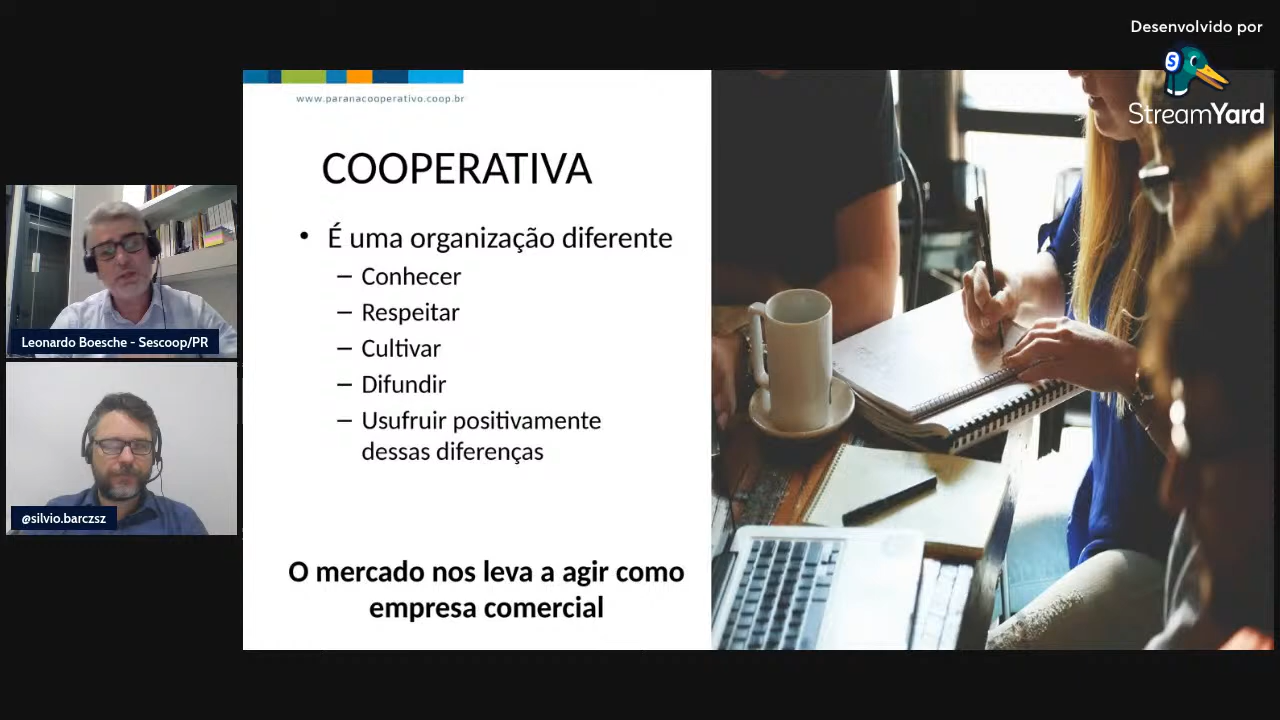 Desenvolvido por
S
StreamYard
www.paranacooperativo.coop.br
COOPERATIVA
• É uma organização diferente
– Conhecer
– Respeitar
– Cultivar
– Difundir
– Usufruir positivamente
dessas diferenças
O mercado nos leva a agir como
empresa comercial
Leonardo Boesche - Sescoop/PR
@silvio.barczsz